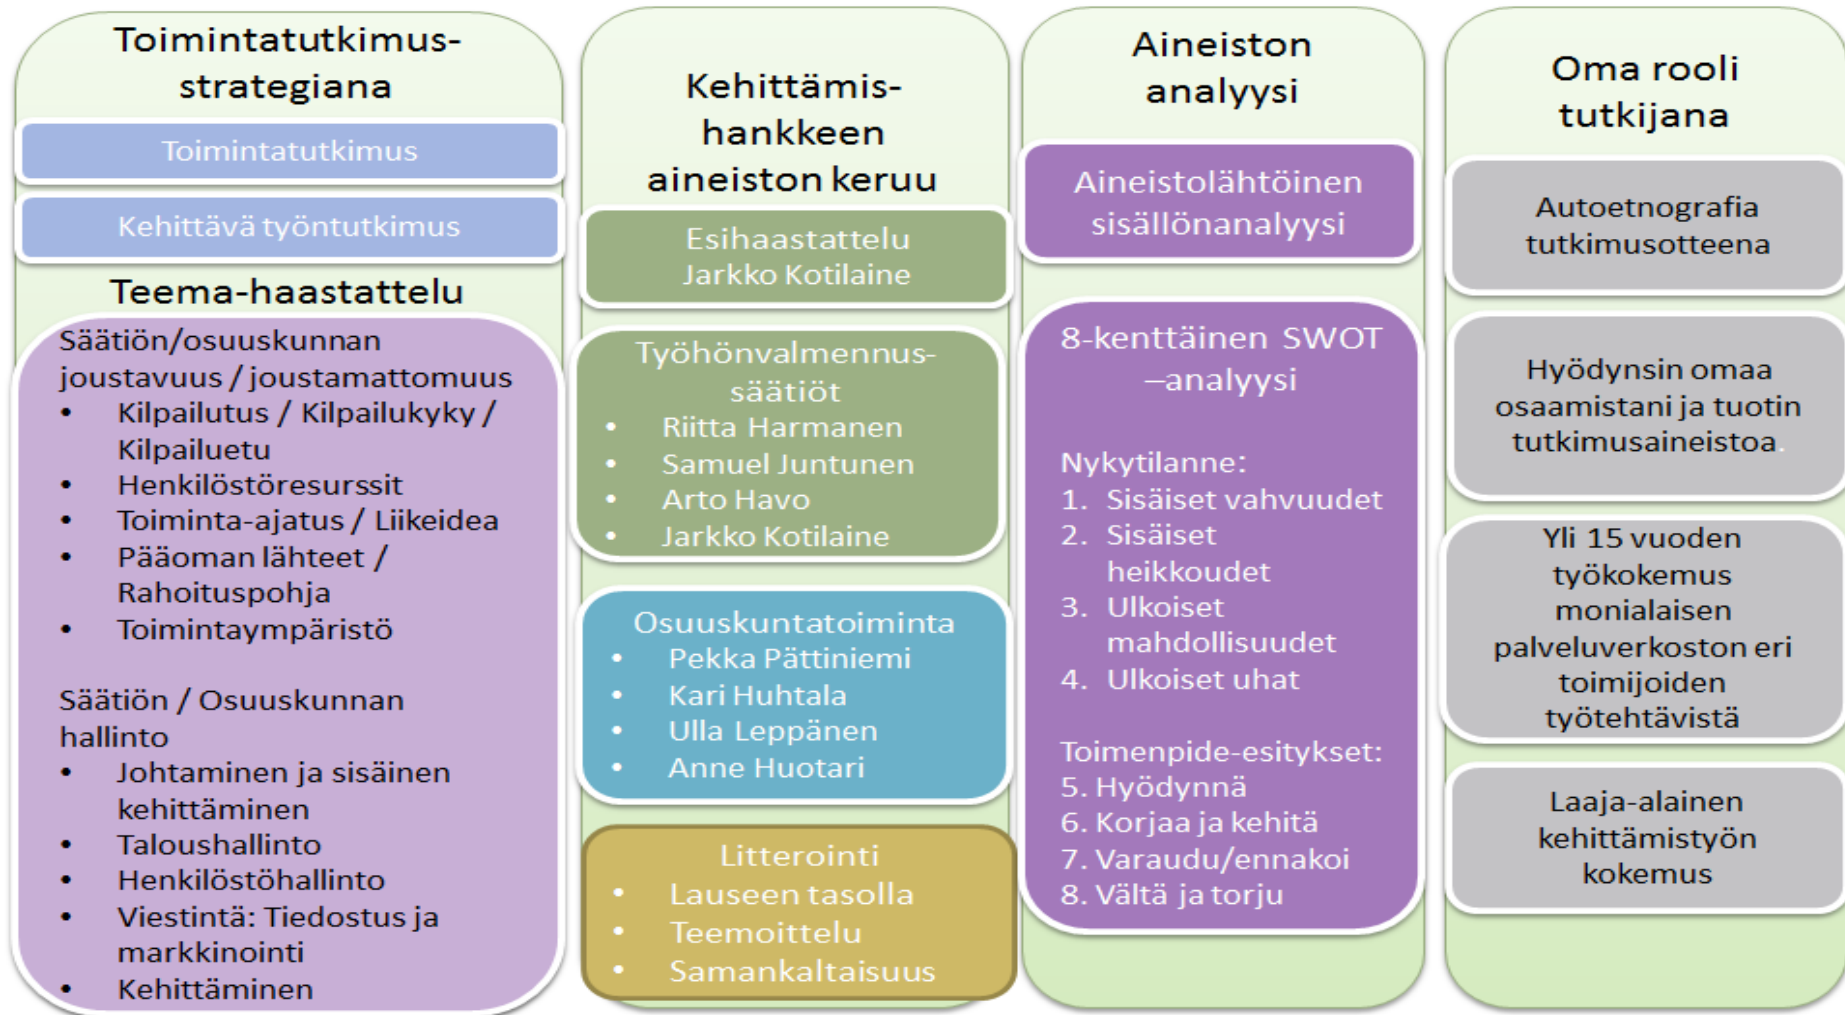 Toimintatutkimus-
strategiana
Toimintatutkimus
Kehittävä työntutkimus
Teema-haastattelu
Säätiön/osuuskunnan
joustavuus / joustamattomuus
• Kilpailutus / Kilpailukyky /
Kilpailuetu
• Henkilöstöresurssit
• Toiminta-ajatus / Liikeidea
• Pääoman lähteet /
Rahoituspohja
• Toimintaympäristö
Säätiön / Osuuskunnan
hallinto
• Johtaminen ja sisäinen
kehittäminen
• Taloushallinto
• Henkilöstöhallinto
• Viestintä: Tiedostus ja
markkinointi
• Kehittäminen
Kehittämis-
hankkeen
aineiston keruu
Esihaastattelu
Jarkko Kotilaine
Työhönvalmennus-
säätiöt
• Riitta Harmanen
• Samuel Juntunen
• Arto Havo
• Jarkko Kotilaine
Osuuskuntatoiminta
• Pekka Pättiniemi
• Kari Huhtala
• Ulla Leppänen
• Anne Huotari
Litterointi
• Lauseen tasolla
• Teemoittelu
• Samankaltaisuus
Aineiston
analyysi
Aineistolähtöinen
sisällönanalyysi
8-kenttäinen SWOT
–analyysi
Nykytilanne:
1. Sisäiset vahvuudet
2. Sisäiset
heikkoudet
3. Ulkoiset
mahdollisuudet
4. Ulkoiset uhat
Toimenpide-esitykset:
5. Hyödynnä
6. Korjaa ja kehitä
7. Varaudu/ennakoi
8. Vältä ja torju
Oma rooli
tutkijana
Autoetnografia
tutkimusotteena
Hyödynsin omaa
osaamistani ja tuotin
tutkimusaineistoa.
Yli 15 vuoden
työkokemus
monialaisen
palveluverkoston eri
toimijoiden
työtehtävistä
Laaja-alainen
kehittämistyön
kokemus